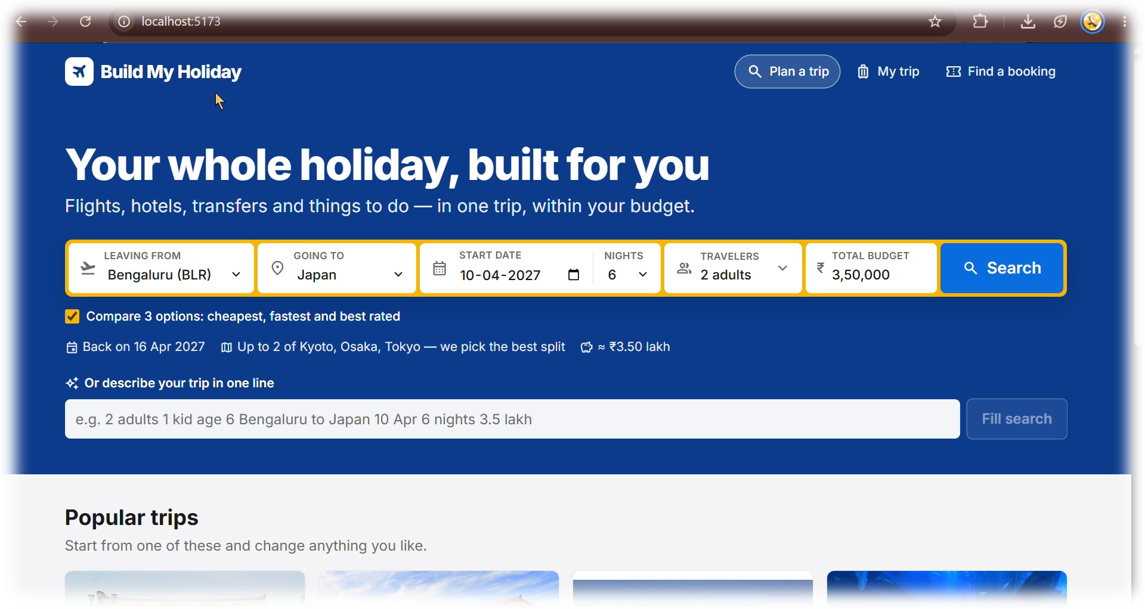 localhost:5173
Build My Holiday
Plan a trip
My trip
Find a booking
Your whole holiday, built for you
Flights, hotels, transfers and things to do — in one trip, within your budget.
LEAVING FROM
Bengaluru (BLR)
GOING TO
Japan
START DATE
10-04-2027
NIGHTS
6
TRAVELERS
2 adults
TOTAL BUDGET
₹ 3,50,000
Search
Compare 3 options: cheapest, fastest and best rated
Back on 16 Apr 2027
Up to 2 of Kyoto, Osaka, Tokyo — we pick the best split
≈ ₹3.50 lakh
Or describe your trip in one line
e.g. 2 adults 1 kid age 6 Bengaluru to Japan 10 Apr 6 nights 3.5 lakh
Fill search
Popular trips
Start from one of these and change anything you like.